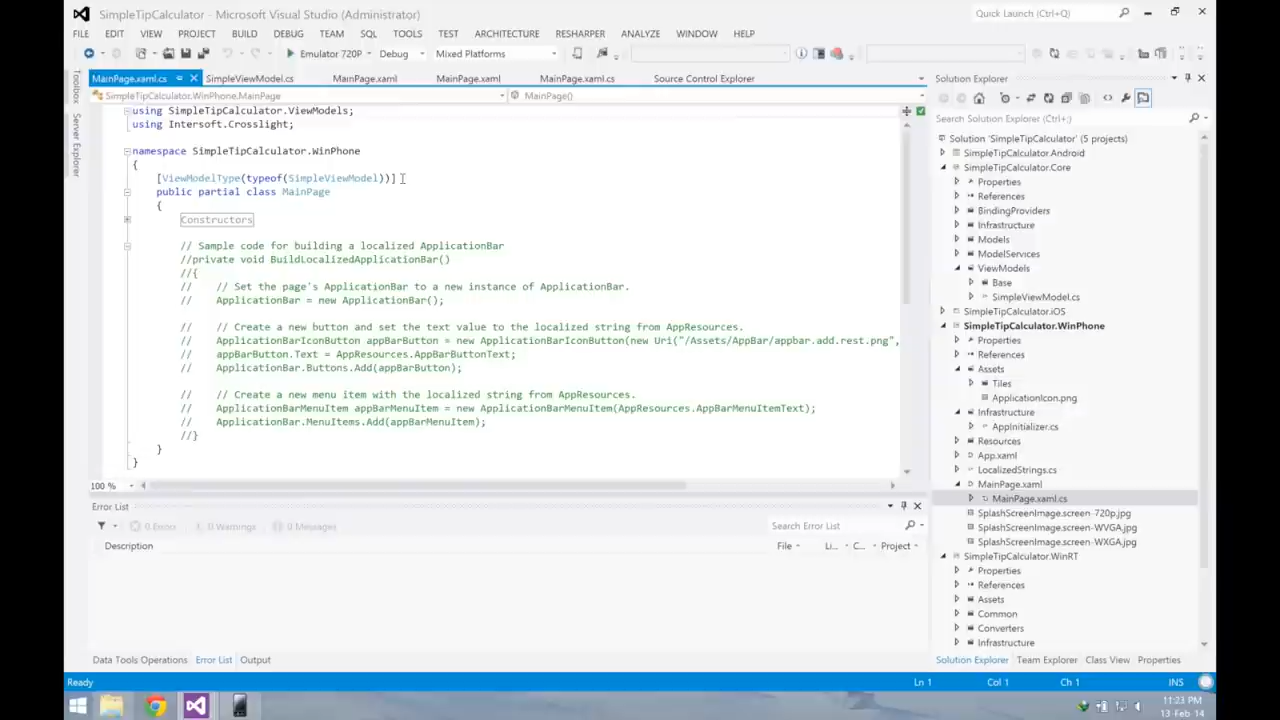 SimpleTipCalculator - Microsoft Visual Studio (Administrator)
Quick Launch (Ctrl+Q)
FILE EDIT VIEW PROJECT BUILD DEBUG TEAM SQL TOOLS TEST ARCHITECTURE RESHARPER ANALYZE WINDOW HELP
Emulator 720P Debug Mixed Platforms
MainPage.xaml.cs SimpleViewModel.cs MainPage.xaml MainPage.xaml MainPage.xaml.cs Source Control Explorer
SimpleTipCalculator.WinPhone.MainPage MainPage()
Toolbox
Server Explorer
using SimpleTipCalculator.ViewModels;
using Intersoft.Crosslight;
namespace SimpleTipCalculator.WinPhone
{
[ViewModelType(typeof(SimpleViewModel))]
public partial class MainPage
{
Constructors
// Sample code for building a localized ApplicationBar
//private void BuildLocalizedApplicationBar()
//{
// // Set the page's ApplicationBar to a new instance of ApplicationBar.
// ApplicationBar = new ApplicationBar();
// // Create a new button and set the text value to the localized string from AppResources.
// ApplicationBarIconButton appBarButton = new ApplicationBarIconButton(new Uri("/Assets/AppBar/appbar.add.rest.png",
// appBarButton.Text = AppResources.AppBarButtonText;
// ApplicationBar.Buttons.Add(appBarButton);
// // Create a new menu item with the localized string from AppResources.
// ApplicationBarMenuItem appBarMenuItem = new ApplicationBarMenuItem(AppResources.AppBarMenuItemText);
// ApplicationBar.MenuItems.Add(appBarMenuItem);
//}
}
}
100 %
Error List
0 Errors 0 Warnings 0 Messages
Search Error List
Description File Li... C... Project
Data Tools Operations Error List Output
Solution Explorer
Search Solution Explorer (Ctrl+;)
Solution 'SimpleTipCalculator' (5 projects)
SimpleTipCalculator.Android
SimpleTipCalculator.Core
Properties
References
BindingProviders
Infrastructure
Models
ModelServices
ViewModels
Base
SimpleViewModel.cs
SimpleTipCalculator.iOS
SimpleTipCalculator.WinPhone
Properties
References
Assets
Tiles
ApplicationIcon.png
Infrastructure
AppInitializer.cs
Resources
App.xaml
LocalizedStrings.cs
MainPage.xaml
MainPage.xaml.cs
SplashScreenImage.screen-720p.jpg
SplashScreenImage.screen-WVGA.jpg
SplashScreenImage.screen-WXGA.jpg
SimpleTipCalculator.WinRT
Properties
References
Assets
Common
Converters
Infrastructure
Solution Explorer Team Explorer Class View Properties
Ready Ln 1 Col 1 Ch 1 INS
11:23 PM
13-Feb-14